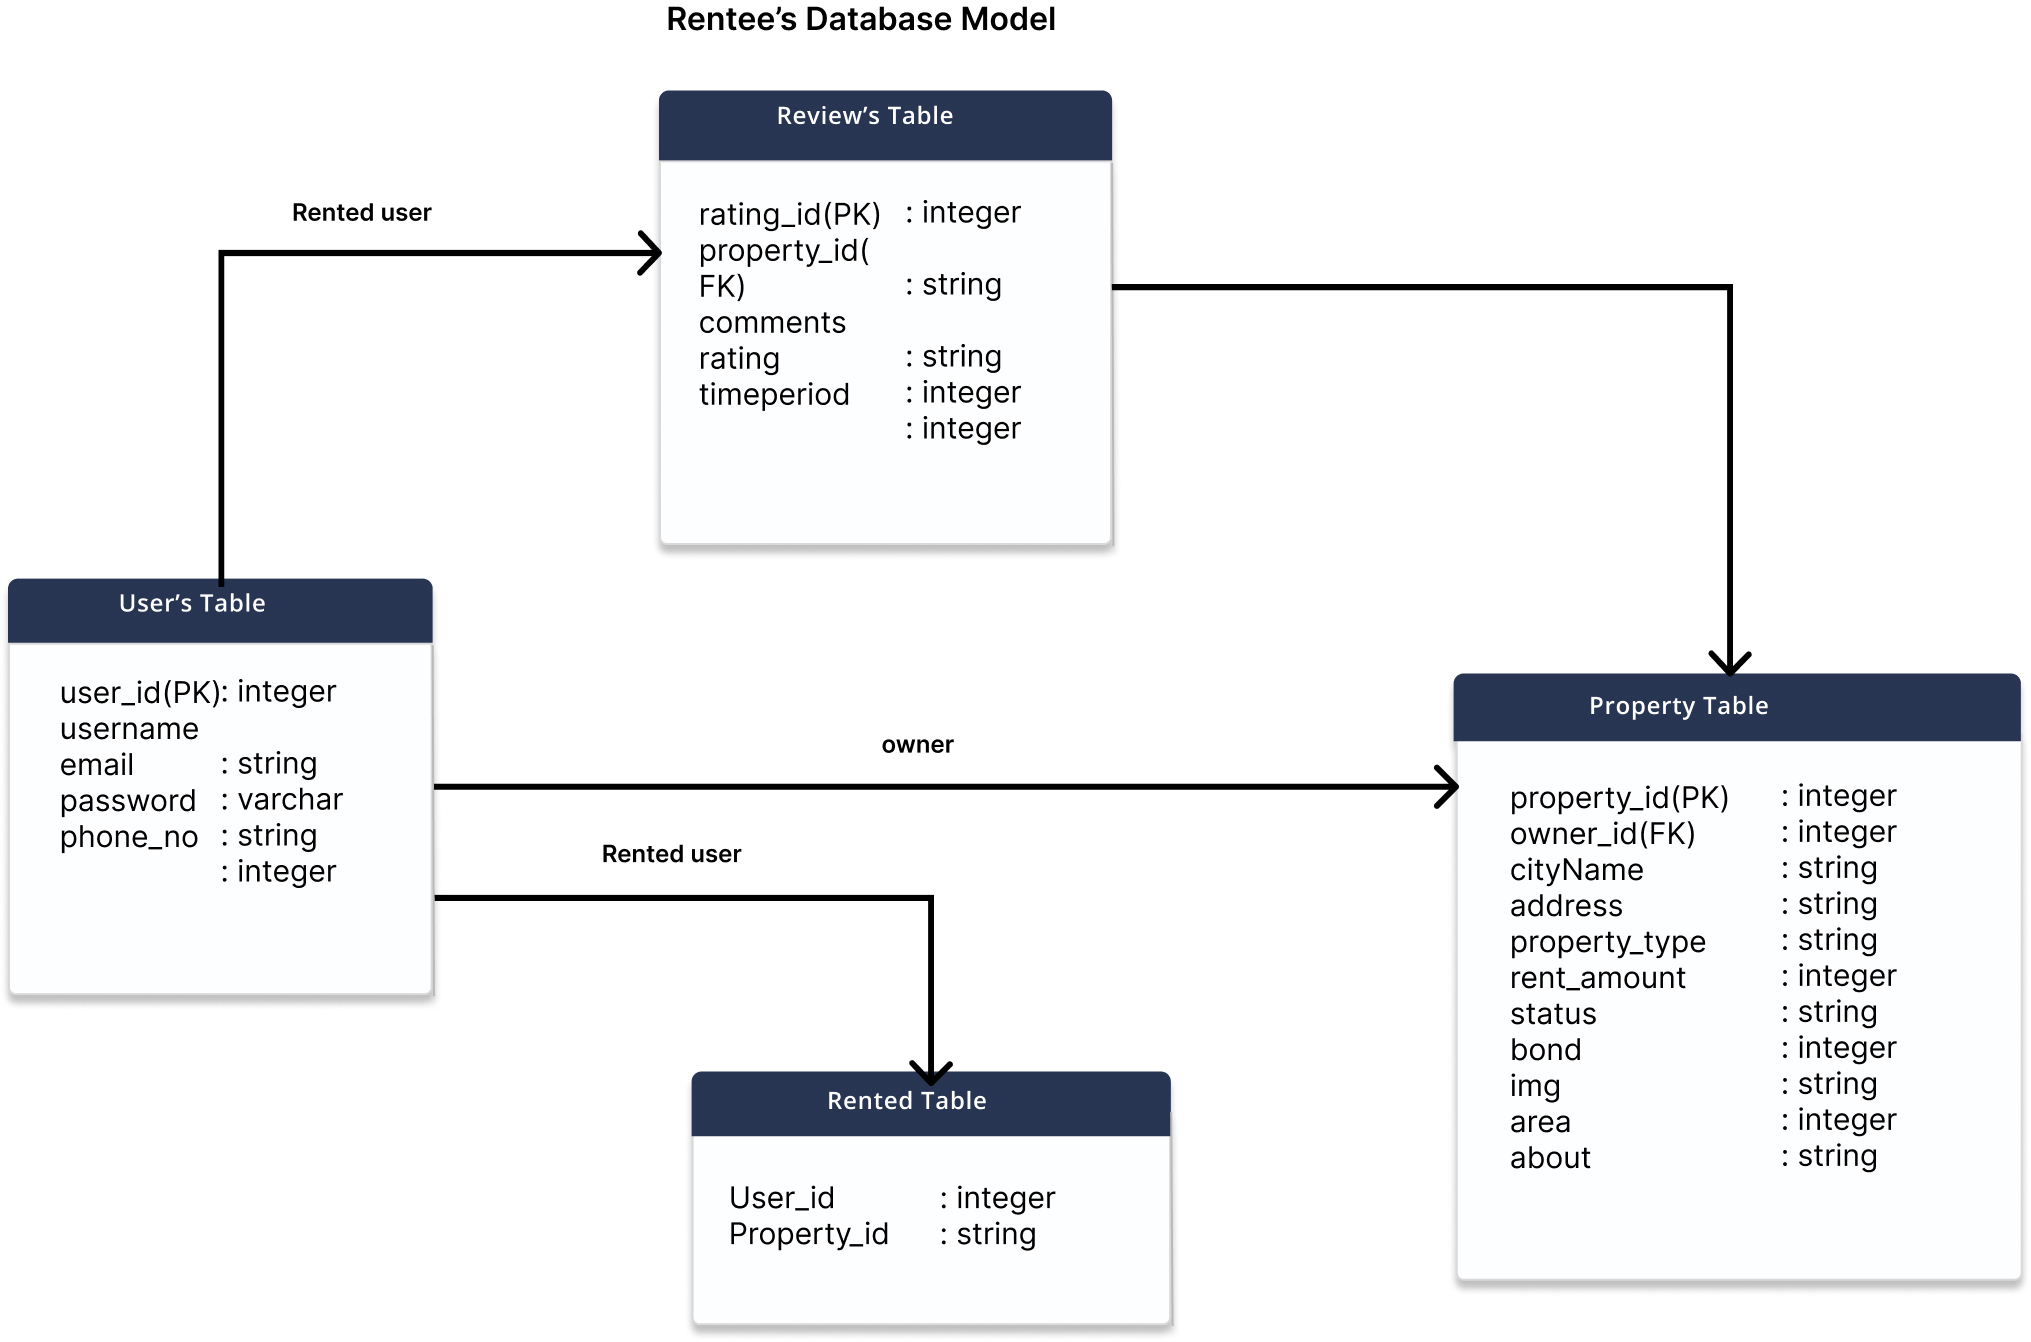 Rentee’s Database Model
Review’s Table
rating_id(PK) : integer
property_id(
FK) : string
comments
rating : string
timeperiod : integer
: integer
Rented user
User’s Table
user_id(PK): integer
username
email : string
password : varchar
phone_no : string
: integer
owner
Rented user
Property Table
property_id(PK) : integer
owner_id(FK) : integer
cityName : string
address : string
property_type : string
rent_amount : integer
status : string
bond : integer
img : string
area : integer
about : string
Rented Table
User_id : integer
Property_id : string